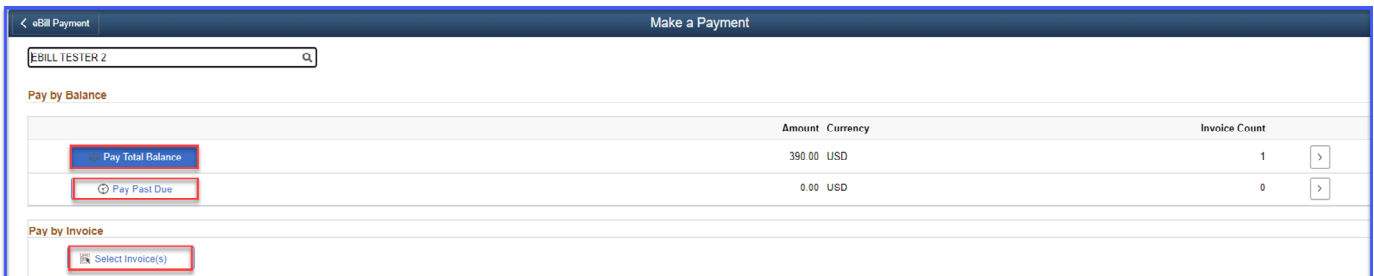 eBill Payment Make a Payment
EBILL TESTER 2
Pay by Balance
Amount Currency Invoice Count
Pay Total Balance 390.00 USD 1
Pay Past Due 0.00 USD 0
Pay by Invoice
Select Invoice(s)